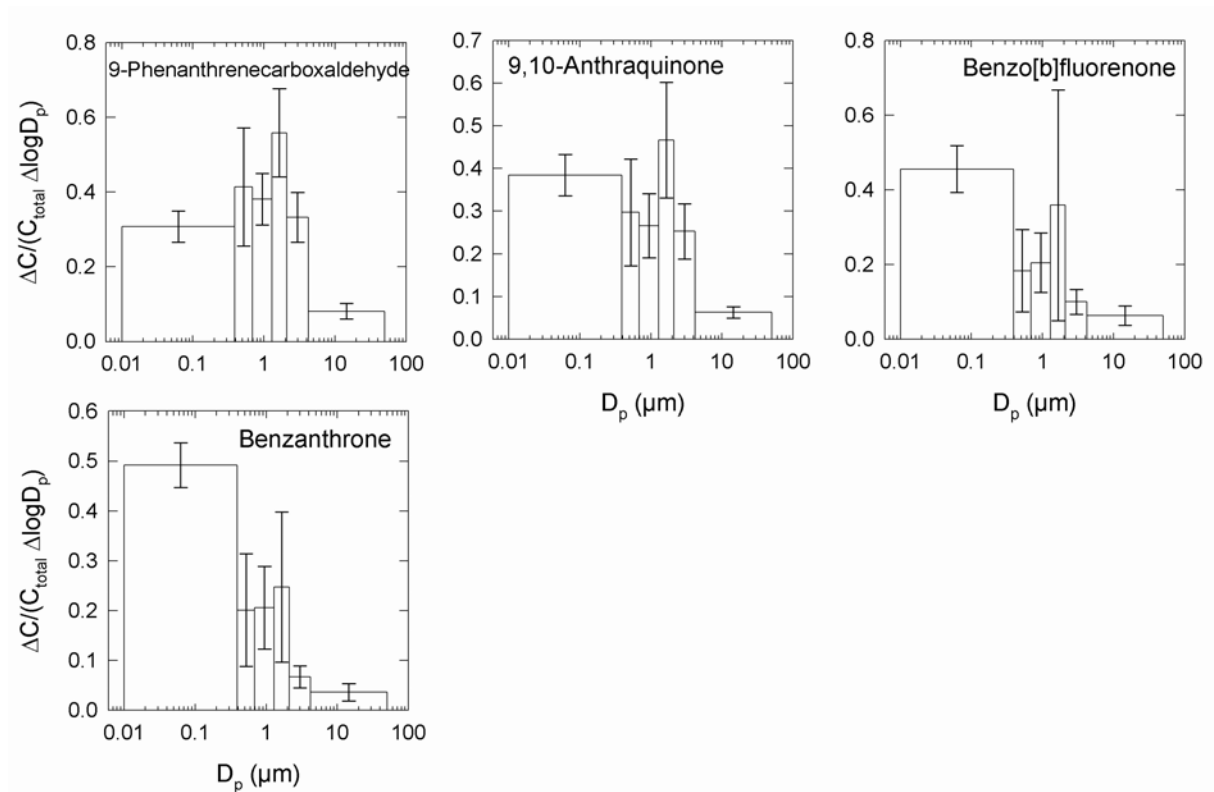 9-Phenanthrenecarboxaldehyde
ΔC/(C_total ΔlogD_p)
0.8
0.6
0.4
0.2
0.0
0.01 0.1 1 10 100
9,10-Anthraquinone
0.7
0.6
0.5
0.4
0.3
0.2
0.1
0.0
0.01 0.1 1 10 100
D_p (µm)
Benzo[b]fluorenone
0.8
0.6
0.4
0.2
0.0
0.01 0.1 1 10 100
D_p (µm)
Benzanthrone
ΔC/(C_total ΔlogD_p)
0.6
0.5
0.4
0.3
0.2
0.1
0.0
0.01 0.1 1 10 100
D_p (µm)